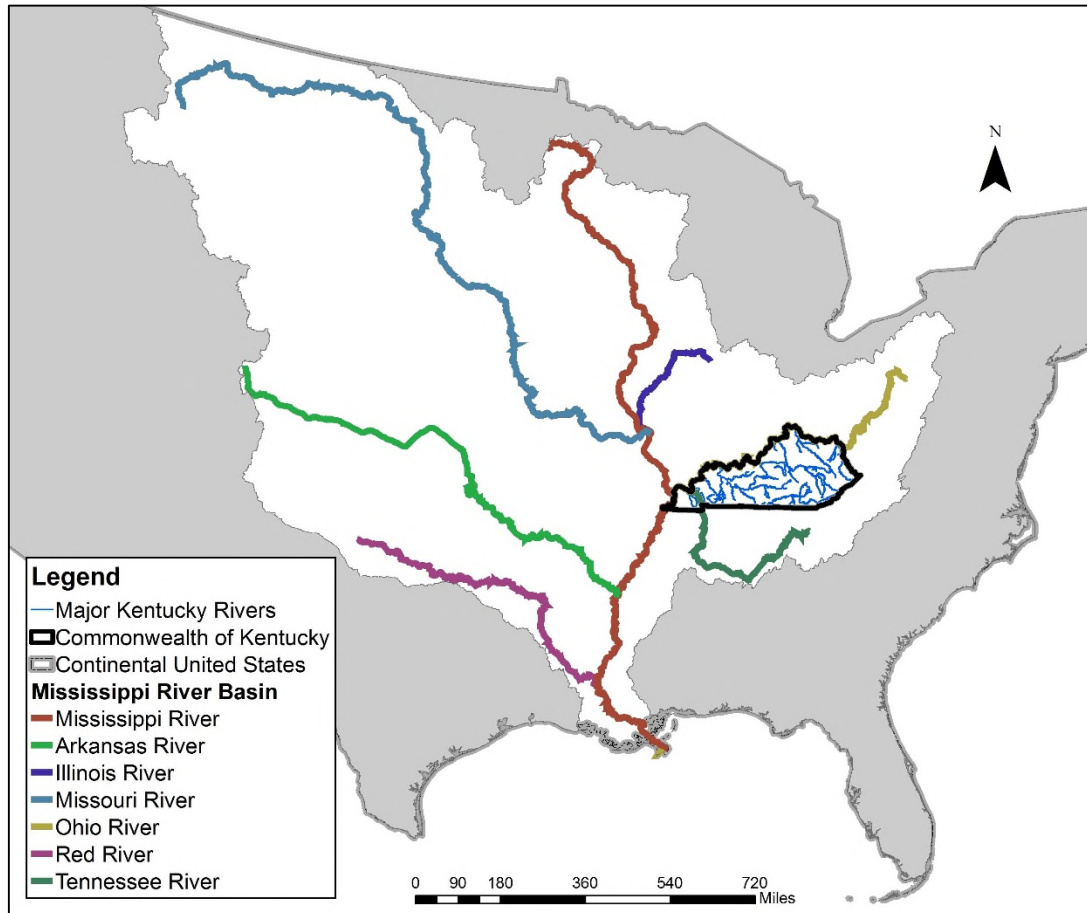 N
Legend
Major Kentucky Rivers
Commonwealth of Kentucky
Continental United States
Mississippi River Basin
Mississippi River
Arkansas River
Illinois River
Missouri River
Ohio River
Red River
Tennessee River
0 90 180 360 540 720
Miles